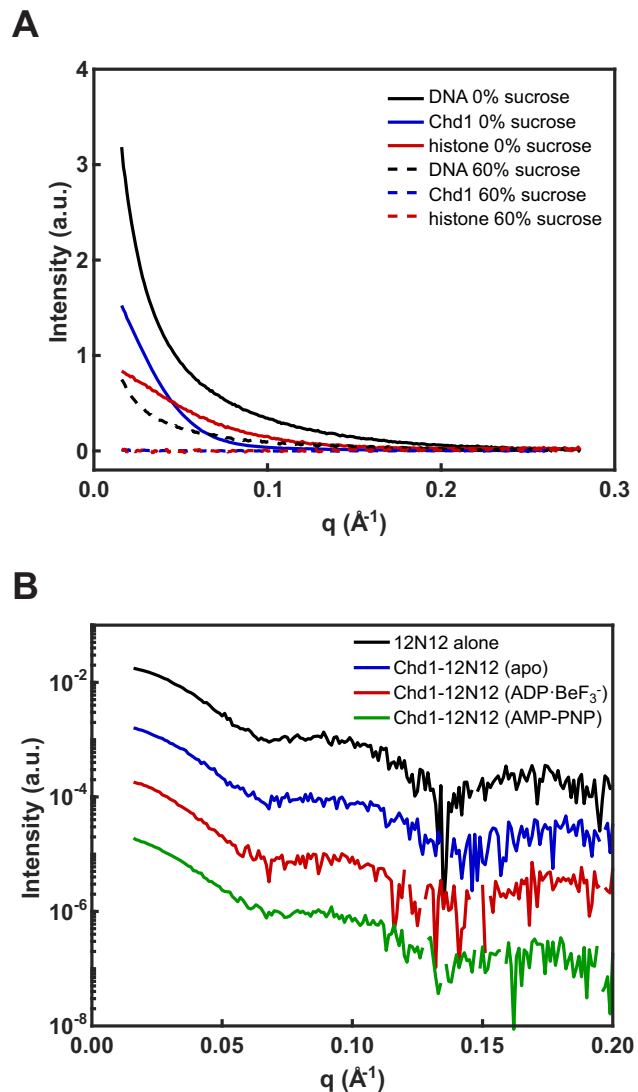 A
4
3
2
1
0
Intensity (a.u.)
DNA 0% sucrose
Chd1 0% sucrose
histone 0% sucrose
DNA 60% sucrose
Chd1 60% sucrose
histone 60% sucrose
0.0 0.1 0.2 0.3
q (Å⁻¹)
B
10⁻²
10⁻⁴
10⁻⁶
10⁻⁸
Intensity (a.u.)
12N12 alone
Chd1-12N12 (apo)
Chd1-12N12 (ADP·BeF₃⁻)
Chd1-12N12 (AMP-PNP)
0.00 0.05 0.10 0.15 0.20
q (Å⁻¹)